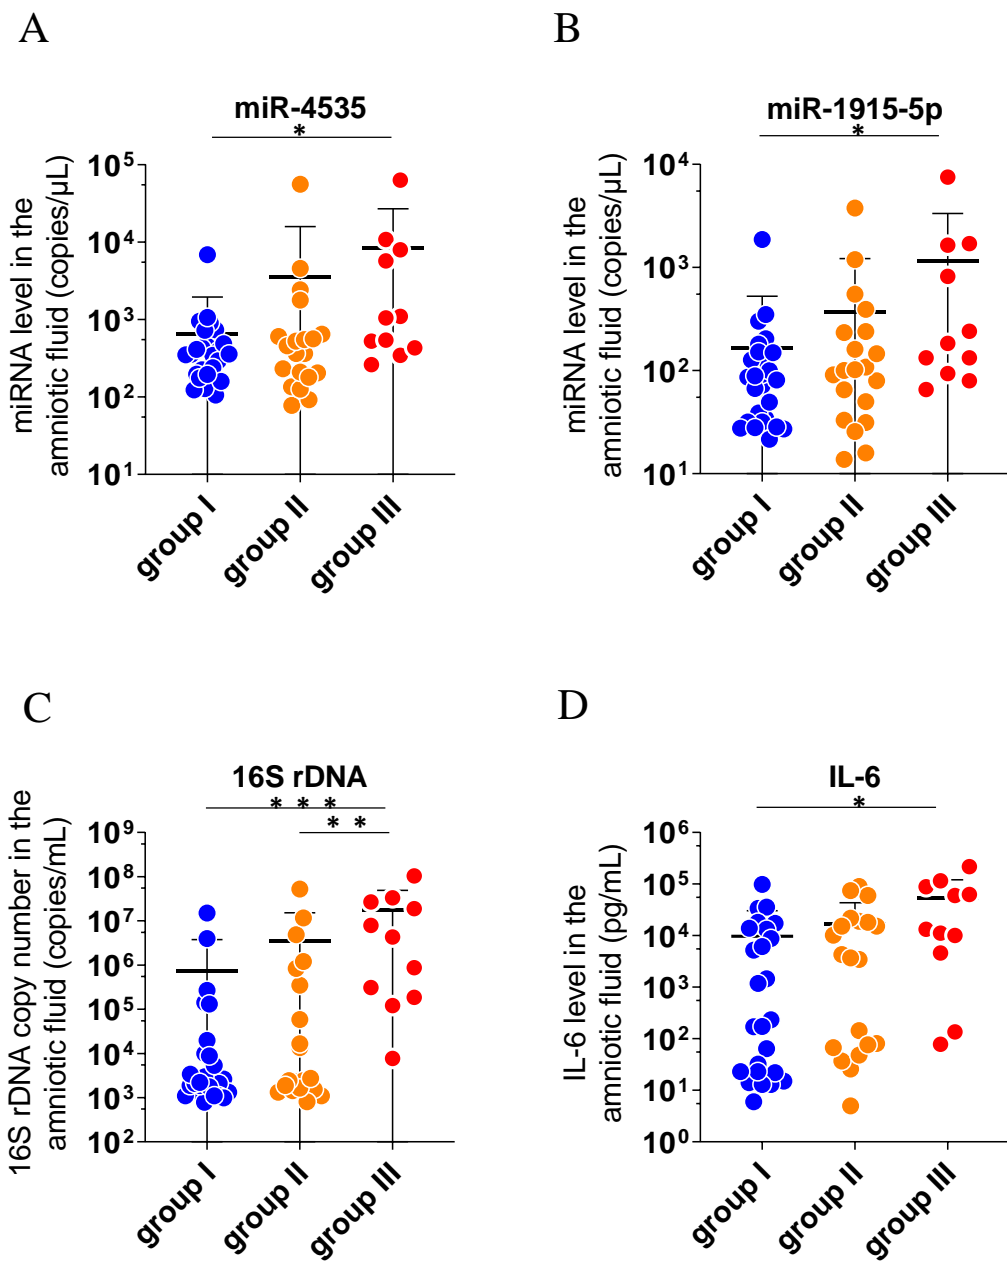 A
miR-4535
*
miRNA level in the
amniotic fluid (copies/µL)
10⁵
10⁴
10³
10²
10¹
group I
group II
group III
B
miR-1915-5p
*
miRNA level in the
amniotic fluid (copies/µL)
10⁴
10³
10²
10¹
group I
group II
group III
C
16S rDNA
* * *
* *
16S rDNA copy number in the
amniotic fluid (copies/mL)
10⁹
10⁸
10⁷
10⁶
10⁵
10⁴
10³
10²
group I
group II
group III
D
IL-6
*
IL-6 level in the
amniotic fluid (pg/mL)
10⁶
10⁵
10⁴
10³
10²
10¹
10⁰
group I
group II
group III